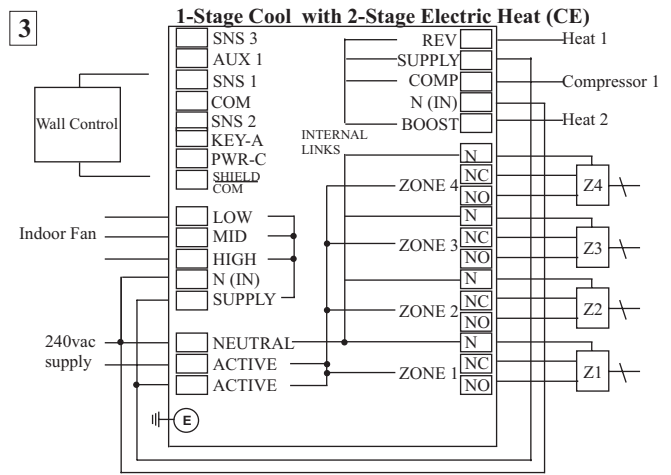 3
1-Stage Cool with 2-Stage Electric Heat (CE)
SNS 3
AUX 1
SNS 1
COM
SNS 2
KEY-A
PWR-C
SHIELD
COM
Wall Control
LOW
MID
HIGH
N (IN)
SUPPLY
Indoor Fan
NEUTRAL
ACTIVE
ACTIVE
240vac
supply
E
REV
SUPPLY
COMP
N (IN)
BOOST
Heat 1
Compressor 1
Heat 2
INTERNAL
LINKS
ZONE 4
N
NC
NO
Z4
ZONE 3
N
NC
NO
Z3
ZONE 2
N
NC
NO
Z2
ZONE 1
N
NC
NO
Z1